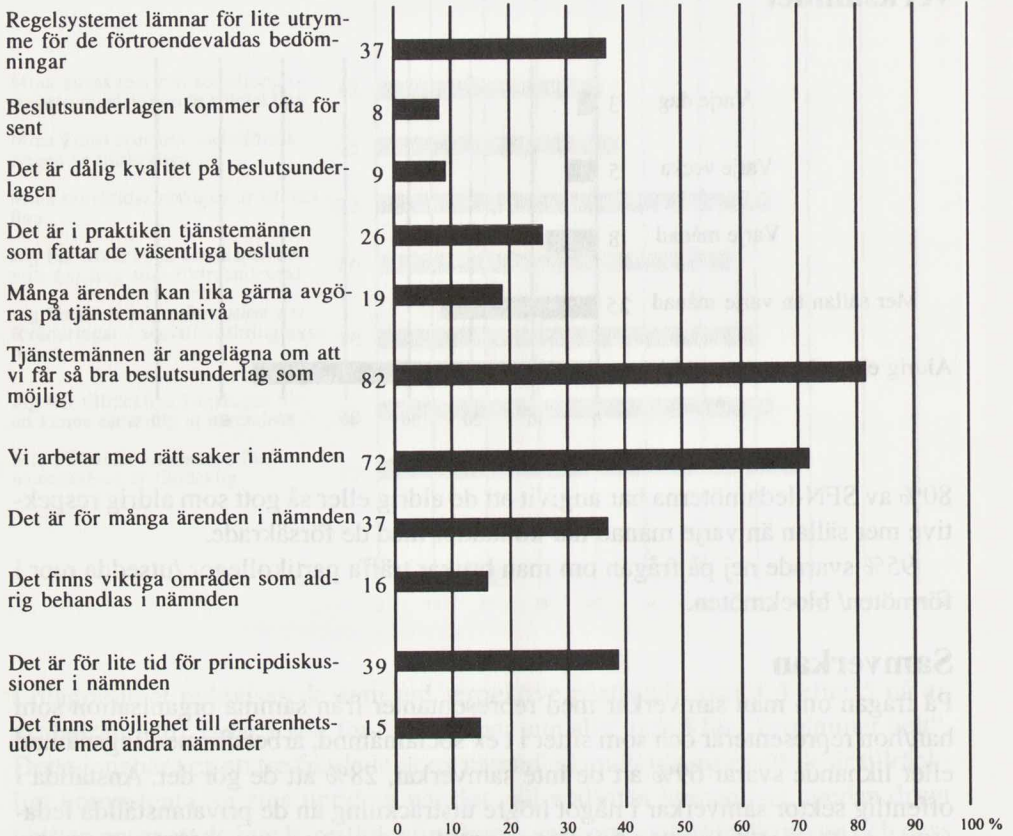 Regelsystemet lämnar för lite utrym-
me för de förtroendevaldas bedöm- 37
ningar
Beslutsunderlagen kommer ofta för 8
sent
Det är dålig kvalitet på beslutsunder- 9
lagen
Det är i praktiken tjänstemännen 26
som fattar de väsentliga besluten
Många ärenden kan lika gärna avgö- 19
ras på tjänstemannanivå
Tjänstemännen är angelägna om att
vi får så bra beslutsunderlag som 82
möjligt
Vi arbetar med rätt saker i nämnden 72
Det är för många ärenden i nämnden 37
Det finns viktiga områden som ald- 16
rig behandlas i nämnden
Det är för lite tid för principdiskus- 39
sioner i nämnden
Det finns möjlighet till erfarenhets- 15
utbyte med andra nämnder
0 10 20 30 40 50 60 70 80 90 100 %